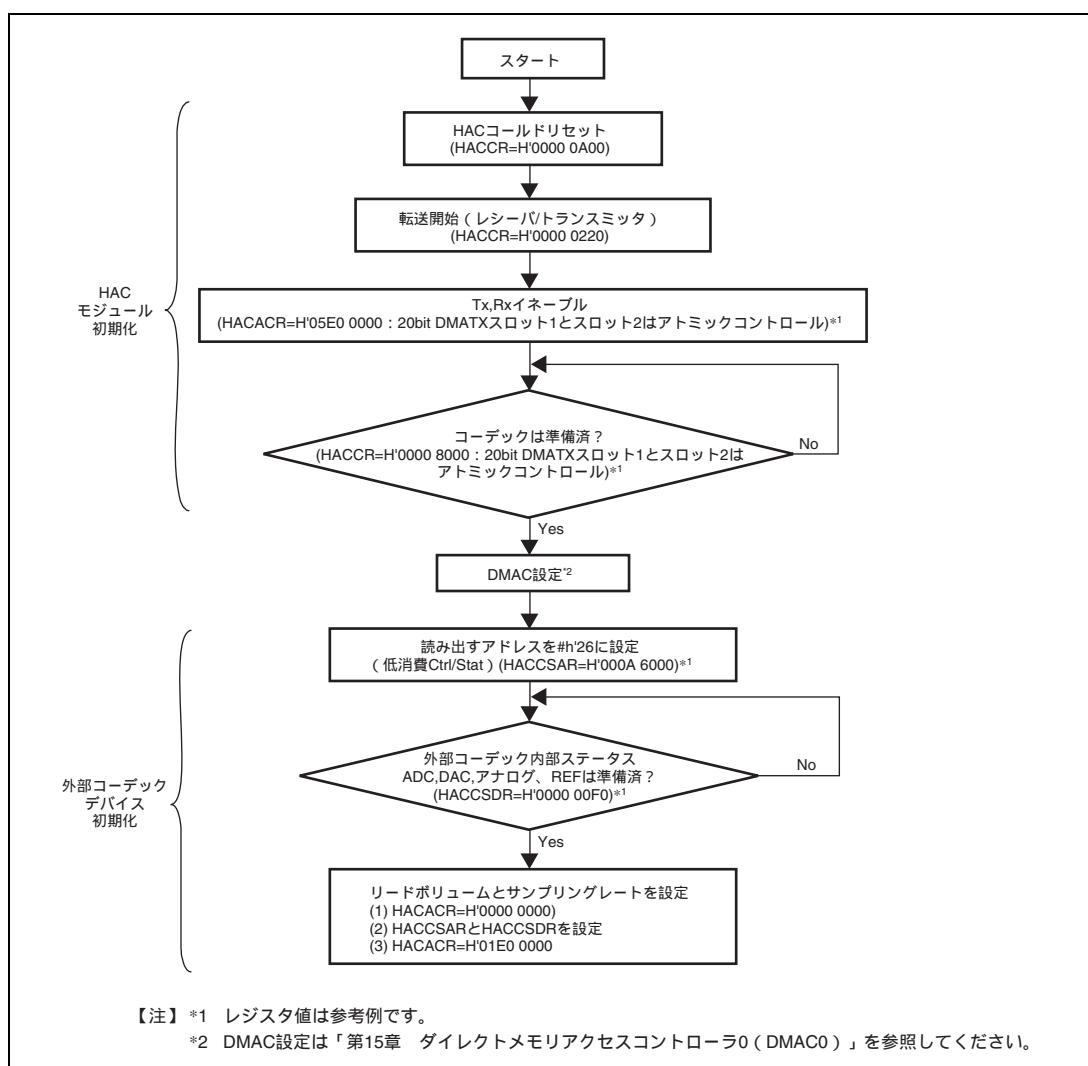 スタート
HACコールドリセット
(HACCR=H'0000 0A00)
転送開始（レシーバ/トランスミッタ）
(HACCR=H'0000 0220)
HAC
モジュール
初期化
Tx,Rxイネーブル
(HACACR=H'05E0 0000：20bit DMATXスロット1とスロット2はアトミックコントロール)*1
コーデックは準備済？
(HACCR=H'0000 8000：20bit DMATXスロット1とスロット2は
アトミックコントロール)*1
No
Yes
DMAC設定*2
読み出すアドレスを#h'26に設定
（低消費Ctrl/Stat）(HACCSAR=H'000A 6000)*1
外部コーデック
デバイス
初期化
外部コーデック内部ステータス
ADC,DAC,アナログ、REFは準備済？
(HACCSDR=H'0000 00F0)*1
No
Yes
リードボリュームとサンプリングレートを設定
(1) HACACR=H'0000 0000)
(2) HACCSARとHACCSDRを設定
(3) HACACR=H'01E0 0000
【注】*1 レジスタ値は参考例です。
*2 DMAC設定は「第15章　ダイレクトメモリアクセスコントローラ0（DMAC0）」を参照してください。